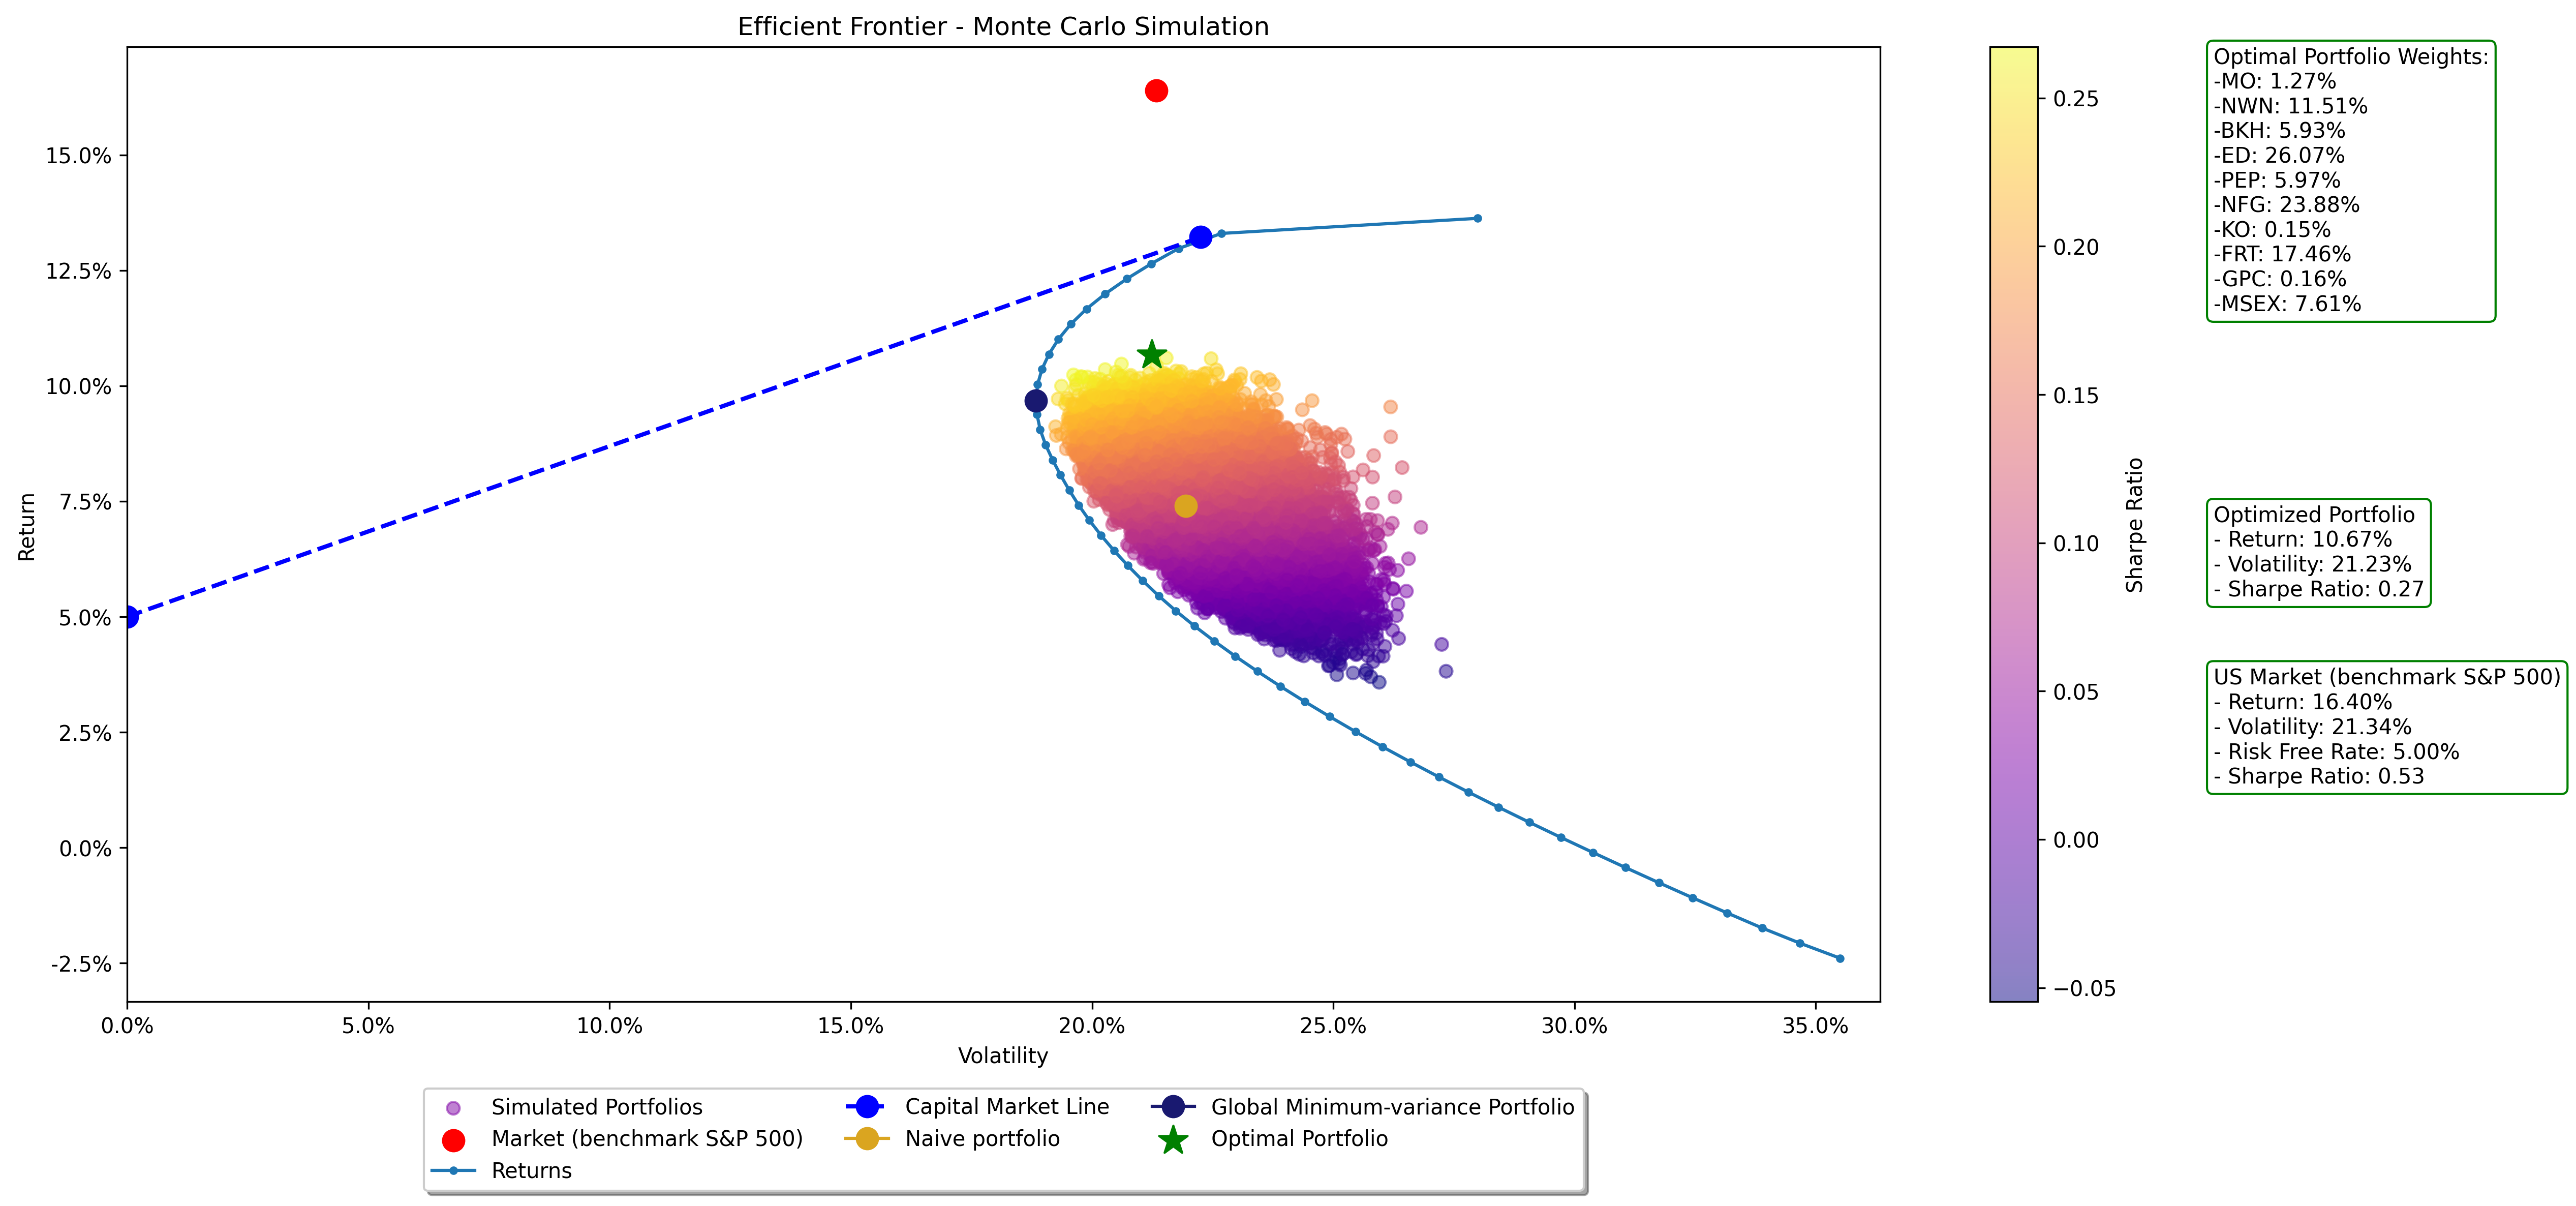 Efficient Frontier - Monte Carlo Simulation
Return
15.0%
12.5%
10.0%
7.5%
5.0%
2.5%
0.0%
-2.5%
0.0%
5.0%
10.0%
15.0%
20.0%
25.0%
30.0%
35.0%
Volatility
Simulated Portfolios
Market (benchmark S&P 500)
Returns
Capital Market Line
Naive portfolio
Global Minimum-variance Portfolio
Optimal Portfolio
0.25
0.20
0.15
0.10
0.05
0.00
−0.05
Sharpe Ratio
Optimal Portfolio Weights:
-MO: 1.27%
-NWN: 11.51%
-BKH: 5.93%
-ED: 26.07%
-PEP: 5.97%
-NFG: 23.88%
-KO: 0.15%
-FRT: 17.46%
-GPC: 0.16%
-MSEX: 7.61%
Optimized Portfolio
- Return: 10.67%
- Volatility: 21.23%
- Sharpe Ratio: 0.27
US Market (benchmark S&P 500)
- Return: 16.40%
- Volatility: 21.34%
- Risk Free Rate: 5.00%
- Sharpe Ratio: 0.53